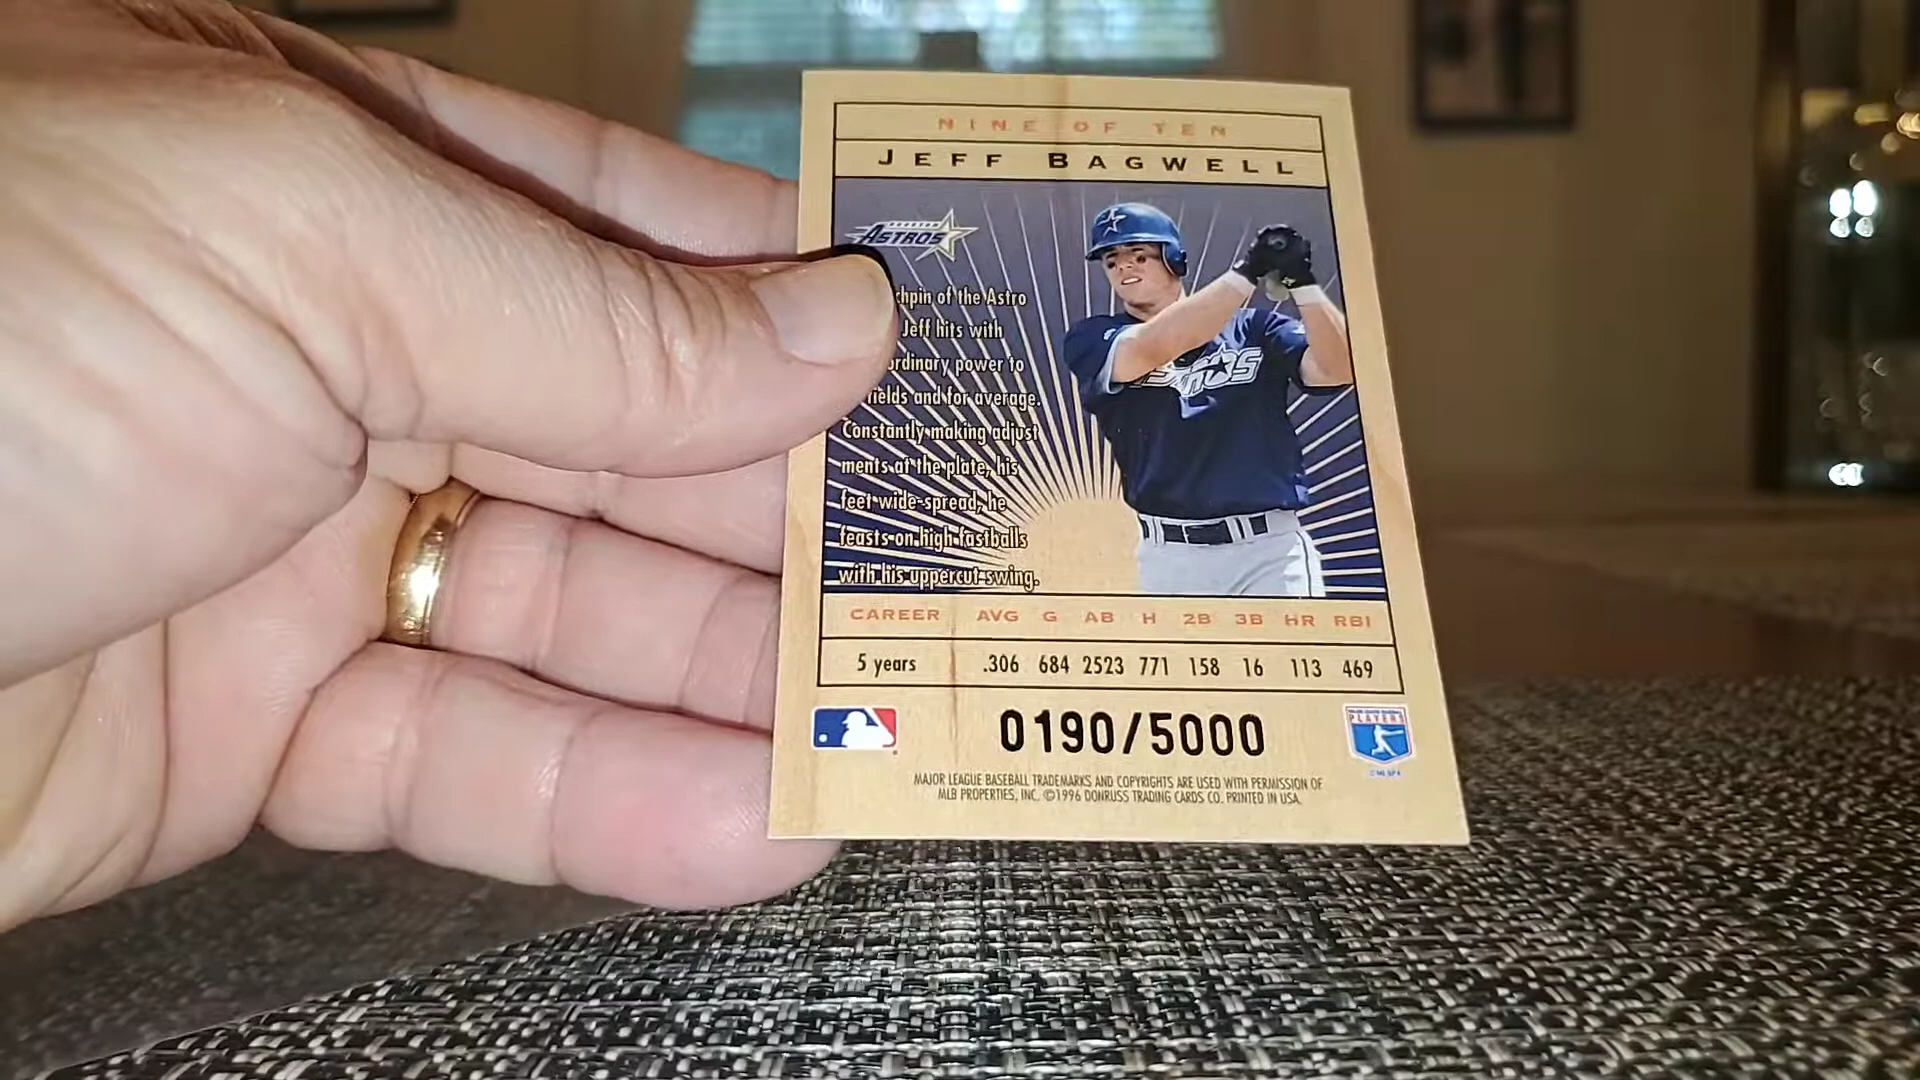 NINE OF TEN
JEFF BAGWELL
HOUSTON
ASTROS
chpin of the Astro
Jeff hits with
ordinary power to
fields and for average.
Constantly making adjust
ments at the plate, his
feet wide-spread, he
feasts on high fastballs
with his uppercut swing.
CAREER AVG G AB H 2B 3B HR RBI
5 years .306 684 2523 771 158 16 113 469
0190/5000
PLAYERS
©MLBPA
MAJOR LEAGUE BASEBALL TRADEMARKS AND COPYRIGHTS ARE USED WITH PERMISSION OF
MLB PROPERTIES, INC. ©1996 DONRUSS TRADING CARDS CO. PRINTED IN USA.